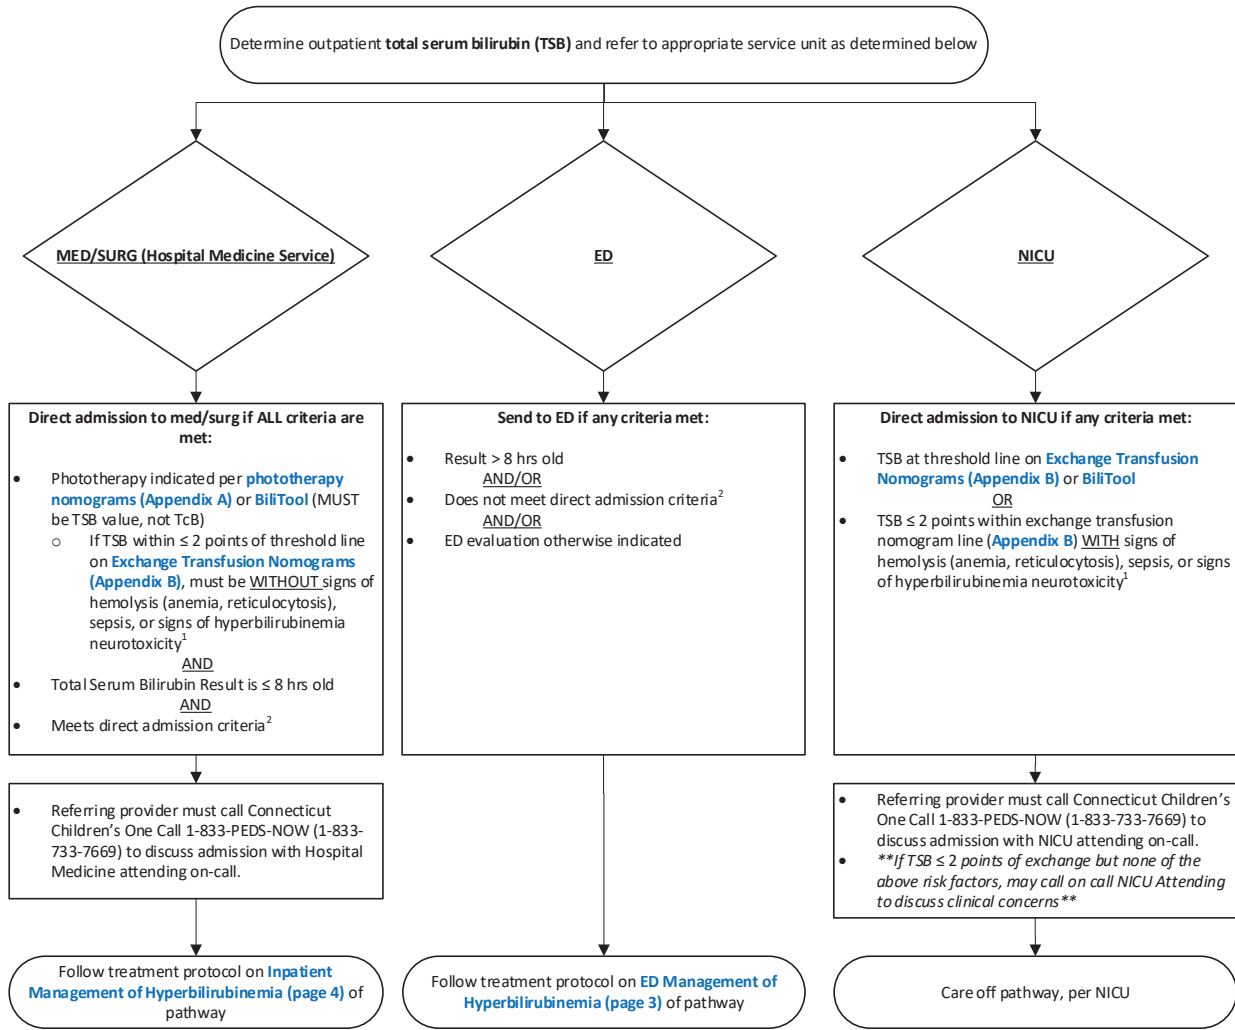 Determine outpatient total serum bilirubin (TSB) and refer to appropriate service unit as determined below
MED/SURG (Hospital Medicine Service)
ED
NICU
Direct admission to med/surg if ALL criteria are
met:
• Phototherapy indicated per phototherapy
nomograms (Appendix A) or BiliTool (MUST
be TSB value, not TcB)
o If TSB within ≤ 2 points of threshold line
on Exchange Transfusion Nomograms
(Appendix B), must be WITHOUT signs of
hemolysis (anemia, reticulocytosis),
sepsis, or signs of hyperbilirubinemia
neurotoxicity1
AND
• Total Serum Bilirubin Result is ≤ 8 hrs old
AND
• Meets direct admission criteria2
Send to ED if any criteria met:
• Result > 8 hrs old
AND/OR
• Does not meet direct admission criteria2
AND/OR
• ED evaluation otherwise indicated
Direct admission to NICU if any criteria met:
• TSB at threshold line on Exchange Transfusion
Nomograms (Appendix B) or BiliTool
OR
• TSB ≤ 2 points within exchange transfusion
nomogram line (Appendix B) WITH signs of
hemolysis (anemia, reticulocytosis), sepsis, or signs
of hyperbilirubinemia neurotoxicity1
• Referring provider must call Connecticut
Children's One Call 1-833-PEDS-NOW (1-833-
733-7669) to discuss admission with Hospital
Medicine attending on-call.
• Referring provider must call Connecticut Children's
One Call 1-833-PEDS-NOW (1-833-733-7669) to
discuss admission with NICU attending on-call.
• **If TSB ≤ 2 points of exchange but none of the
above risk factors, may call on call NICU Attending
to discuss clinical concerns**
Follow treatment protocol on Inpatient
Management of Hyperbilirubinemia (page 4) of
pathway
Follow treatment protocol on ED Management of
Hyperbilirubinemia (page 3) of pathway
Care off pathway, per NICU